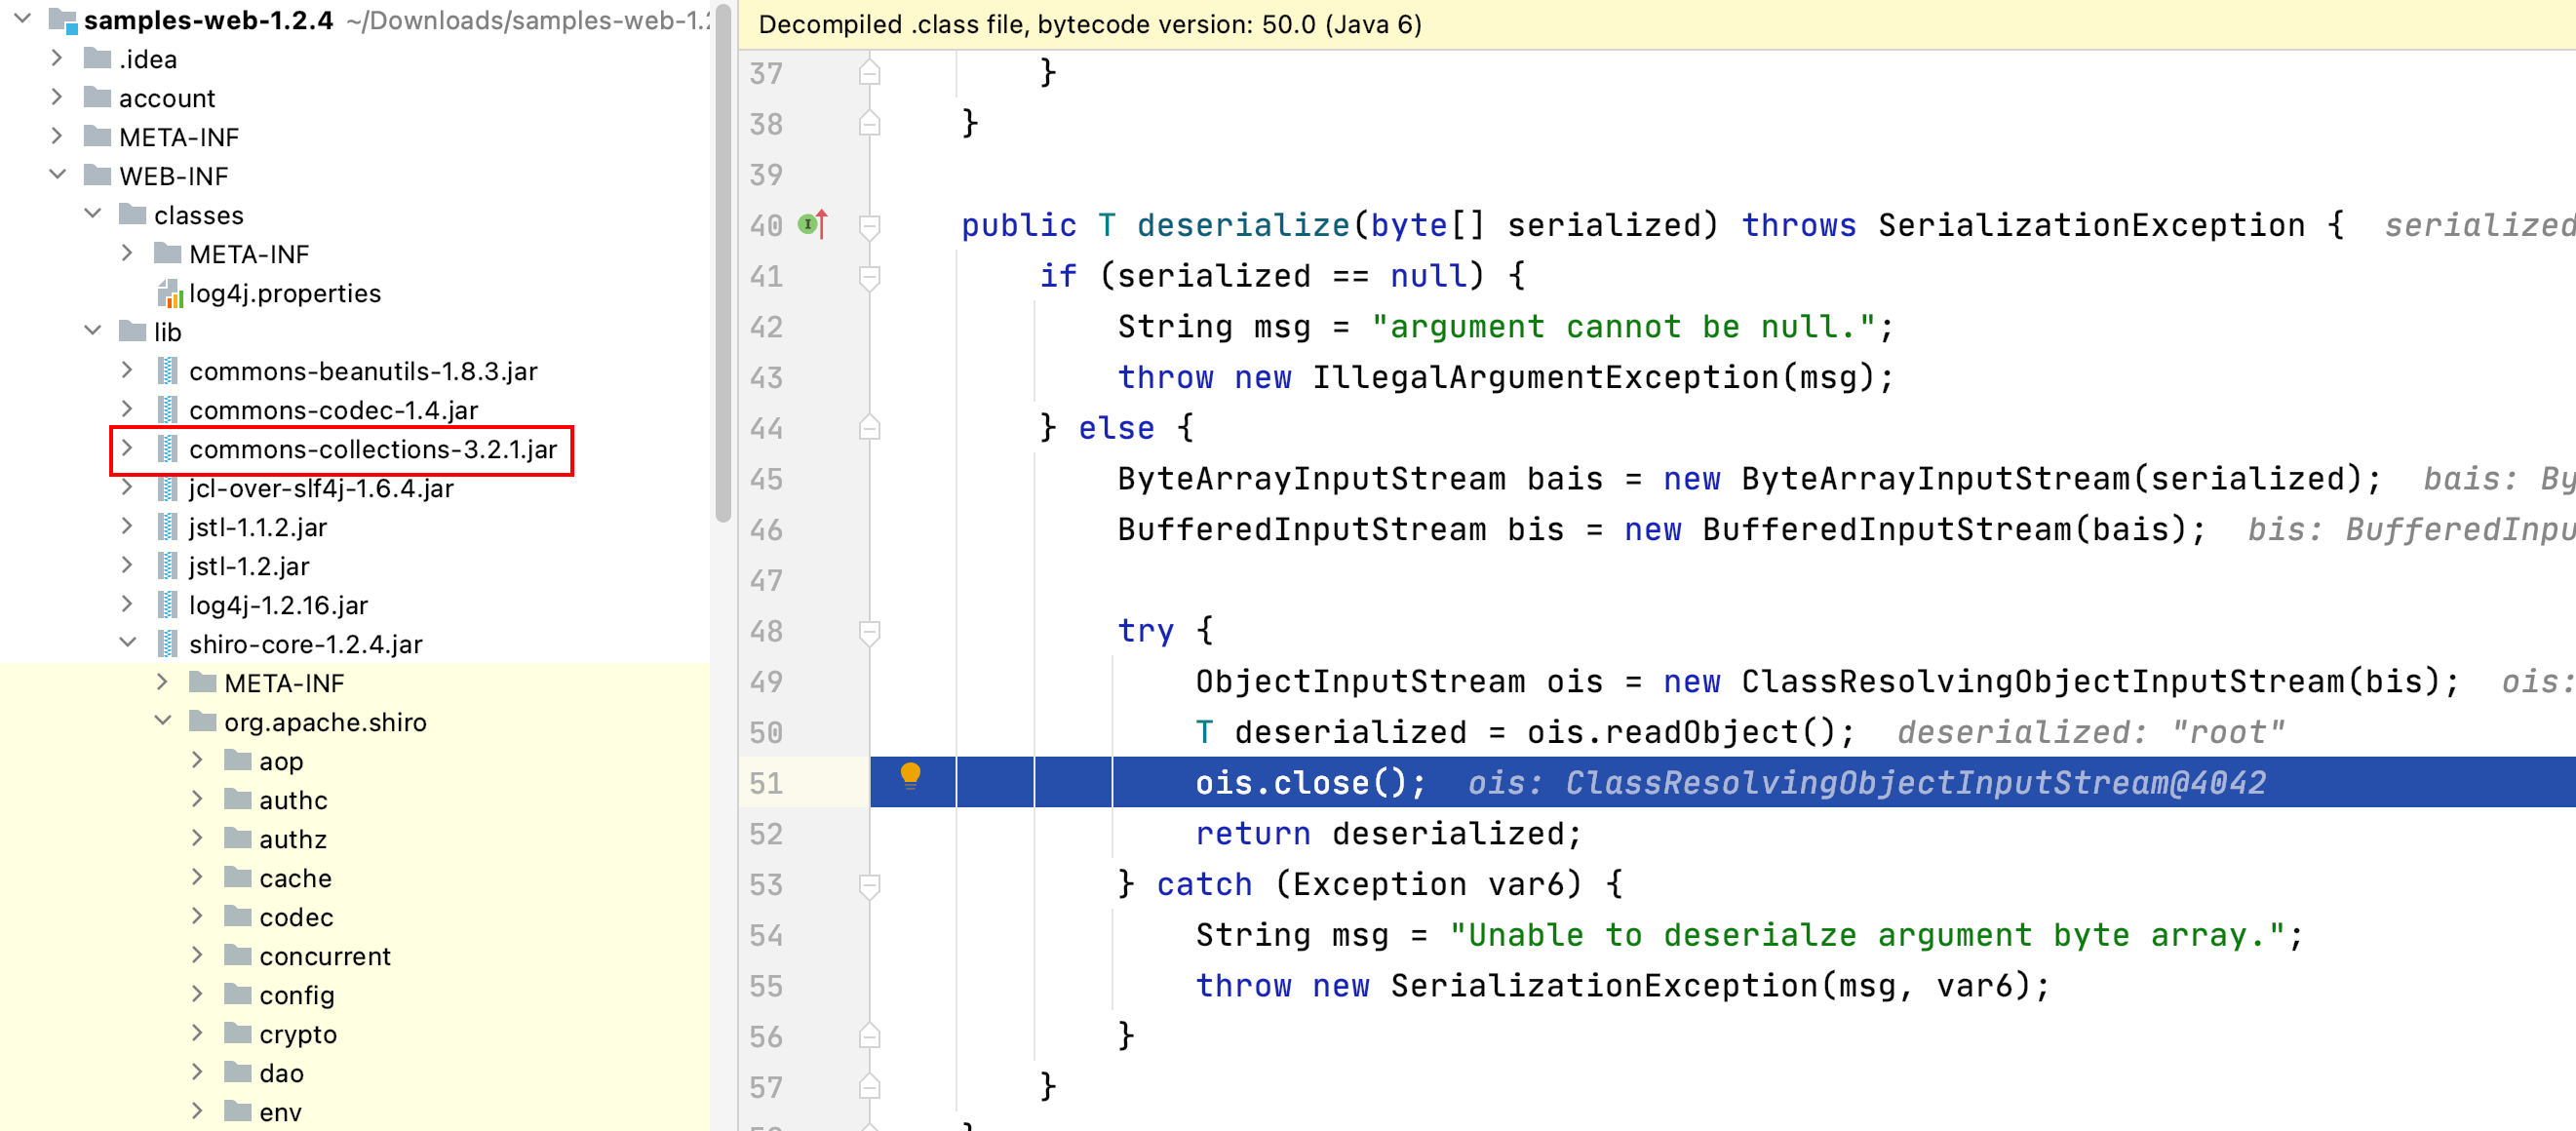 samples-web-1.2.4 ~/Downloads/samples-web-1.2
.idea
account
META-INF
WEB-INF
classes
META-INF
log4j.properties
lib
commons-beanutils-1.8.3.jar
commons-codec-1.4.jar
commons-collections-3.2.1.jar
jcl-over-slf4j-1.6.4.jar
jstl-1.1.2.jar
jstl-1.2.jar
log4j-1.2.16.jar
shiro-core-1.2.4.jar
META-INF
org.apache.shiro
aop
authc
authz
cache
codec
concurrent
config
crypto
dao
env
Decompiled .class file, bytecode version: 50.0 (Java 6)
37 }
38 }
39
40 public T deserialize(byte[] serialized) throws SerializationException { serialized
41 if (serialized == null) {
42 String msg = "argument cannot be null.";
43 throw new IllegalArgumentException(msg);
44 } else {
45 ByteArrayInputStream bais = new ByteArrayInputStream(serialized); bais: By
46 BufferedInputStream bis = new BufferedInputStream(bais); bis: BufferedInpu
47
48 try {
49 ObjectInputStream ois = new ClassResolvingObjectInputStream(bis); ois:
50 T deserialized = ois.readObject(); deserialized: "root"
51 ois.close(); ois: ClassResolvingObjectInputStream@4042
52 return deserialized;
53 } catch (Exception var6) {
54 String msg = "Unable to deserialze argument byte array.";
55 throw new SerializationException(msg, var6);
56 }
57 }